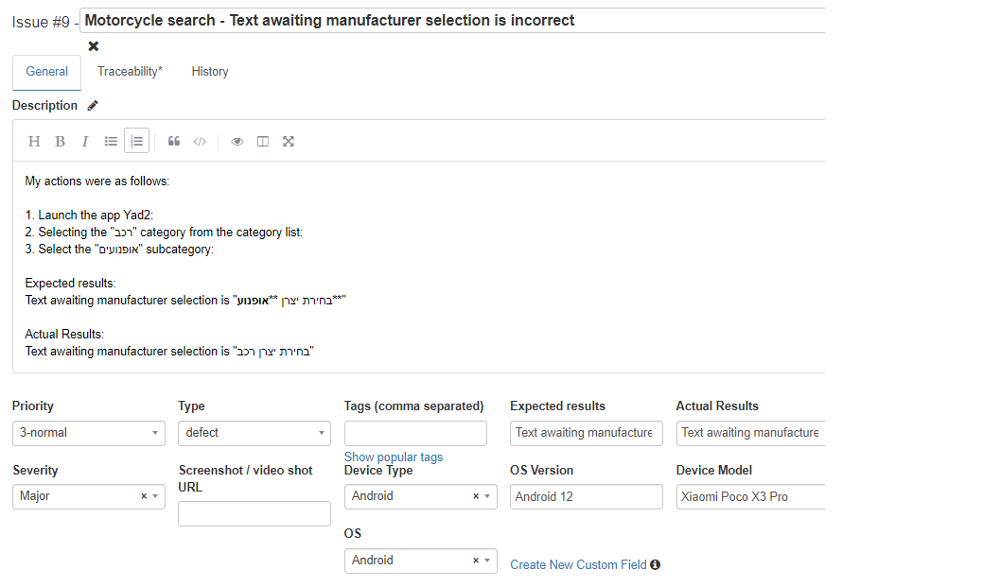 Issue #9 - Motorcycle search - Text awaiting manufacturer selection is incorrect
General Traceability* History
Description
H B I
My actions were as follows:
1. Launch the app Yad2:
2. Selecting the "רכב" category from the category list:
3. Select the "אופנועים" subcategory:
Expected results:
Text awaiting manufacturer selection is "בחירת יצרן **אופנוע**"
Actual Results:
Text awaiting manufacturer selection is "בחירת יצרן רכב"
Priority Type Tags (comma separated) Expected results Actual Results
3-normal defect Text awaiting manufacture Text awaiting manufacture
Show popular tags
Severity Screenshot / video shot URL Device Type OS Version Device Model
Major × Android × Android 12 Xiaomi Poco X3 Pro
OS
Android × Create New Custom Field